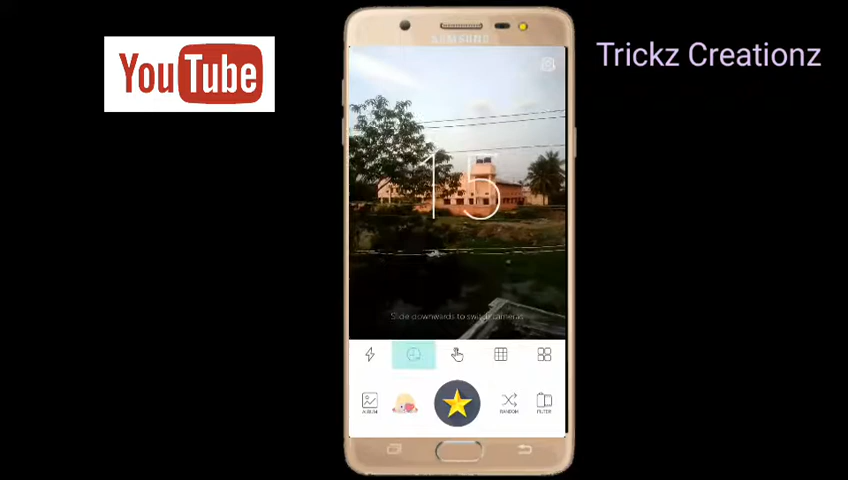 YouTube
Trickz Creationz
SAMSUNG
15
Slide downwards to switch cameras
ALBUM
RANDOM
FILTER